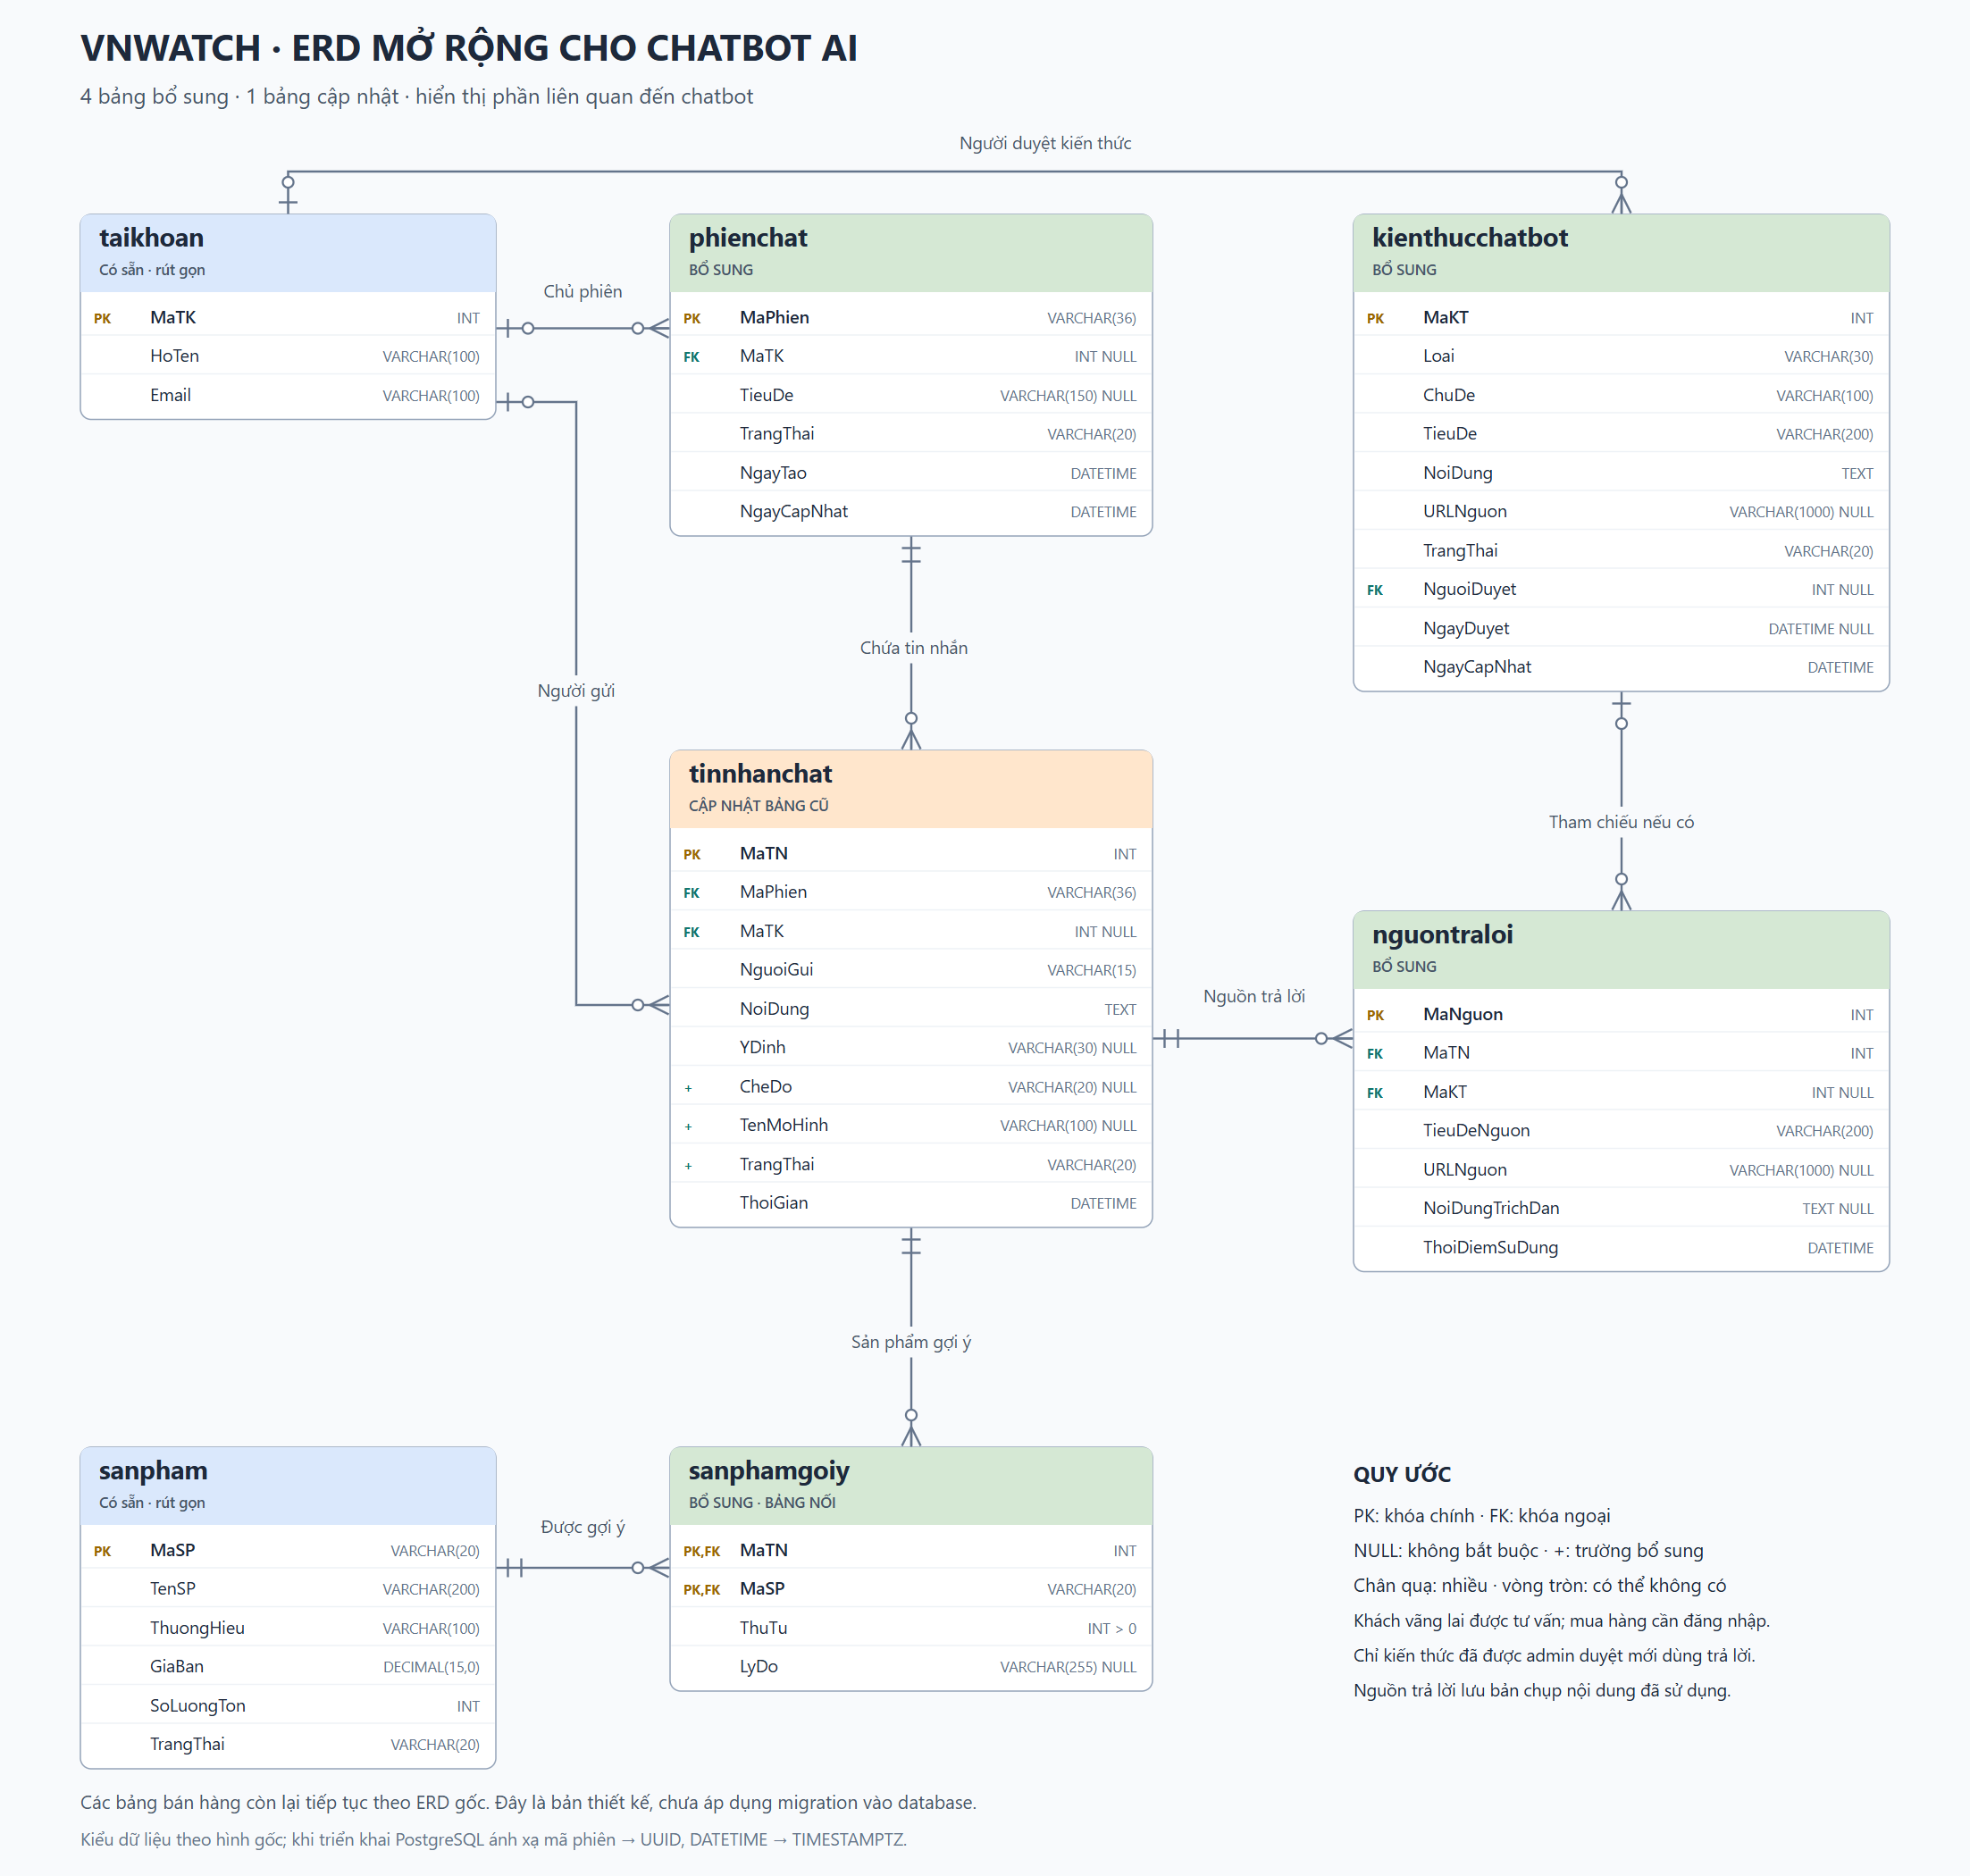 VNWATCH · ERD MỞ RỘNG CHO CHATBOT AI
4 bảng bổ sung · 1 bảng cập nhật · hiển thị phần liên quan đến chatbot
Người duyệt kiến thức
taikhoan
Có sẵn · rút gọn
PK MaTK INT
HoTen VARCHAR(100)
Email VARCHAR(100)
Chủ phiên
phienchat
BỔ SUNG
PK MaPhien VARCHAR(36)
FK MaTK INT NULL
TieuDe VARCHAR(150) NULL
TrangThai VARCHAR(20)
NgayTao DATETIME
NgayCapNhat DATETIME
kienthucchatbot
BỔ SUNG
PK MaKT INT
Loai VARCHAR(30)
ChuDe VARCHAR(100)
TieuDe VARCHAR(200)
NoiDung TEXT
URLNguon VARCHAR(1000) NULL
TrangThai VARCHAR(20)
FK NguoiDuyet INT NULL
NgayDuyet DATETIME NULL
NgayCapNhat DATETIME
Chứa tin nhắn
Người gửi
Tham chiếu nếu có
tinnhanchat
CẬP NHẬT BẢNG CŨ
PK MaTN INT
FK MaPhien VARCHAR(36)
FK MaTK INT NULL
NguoiGui VARCHAR(15)
NoiDung TEXT
YDinh VARCHAR(30) NULL
+ CheDo VARCHAR(20) NULL
+ TenMoHinh VARCHAR(100) NULL
+ TrangThai VARCHAR(20)
ThoiGian DATETIME
Nguồn trả lời
nguontraloi
BỔ SUNG
PK MaNguon INT
FK MaTN INT
FK MaKT INT NULL
TieuDeNguon VARCHAR(200)
URLNguon VARCHAR(1000) NULL
NoiDungTrichDan TEXT NULL
ThoiDiemSuDung DATETIME
Sản phẩm gợi ý
sanpham
Có sẵn · rút gọn
PK MaSP VARCHAR(20)
TenSP VARCHAR(200)
ThuongHieu VARCHAR(100)
GiaBan DECIMAL(15,0)
SoLuongTon INT
TrangThai VARCHAR(20)
Được gợi ý
sanphamgoiy
BỔ SUNG · BẢNG NỐI
PK,FK MaTN INT
PK,FK MaSP VARCHAR(20)
ThuTu INT > 0
LyDo VARCHAR(255) NULL
QUY ƯỚC
PK: khóa chính · FK: khóa ngoại
NULL: không bắt buộc · +: trường bổ sung
Chân quạ: nhiều · vòng tròn: có thể không có
Khách vãng lai được tư vấn; mua hàng cần đăng nhập.
Chỉ kiến thức đã được admin duyệt mới dùng trả lời.
Nguồn trả lời lưu bản chụp nội dung đã sử dụng.
Các bảng bán hàng còn lại tiếp tục theo ERD gốc. Đây là bản thiết kế, chưa áp dụng migration vào database.
Kiểu dữ liệu theo hình gốc; khi triển khai PostgreSQL ánh xạ mã phiên → UUID, DATETIME → TIMESTAMPTZ.